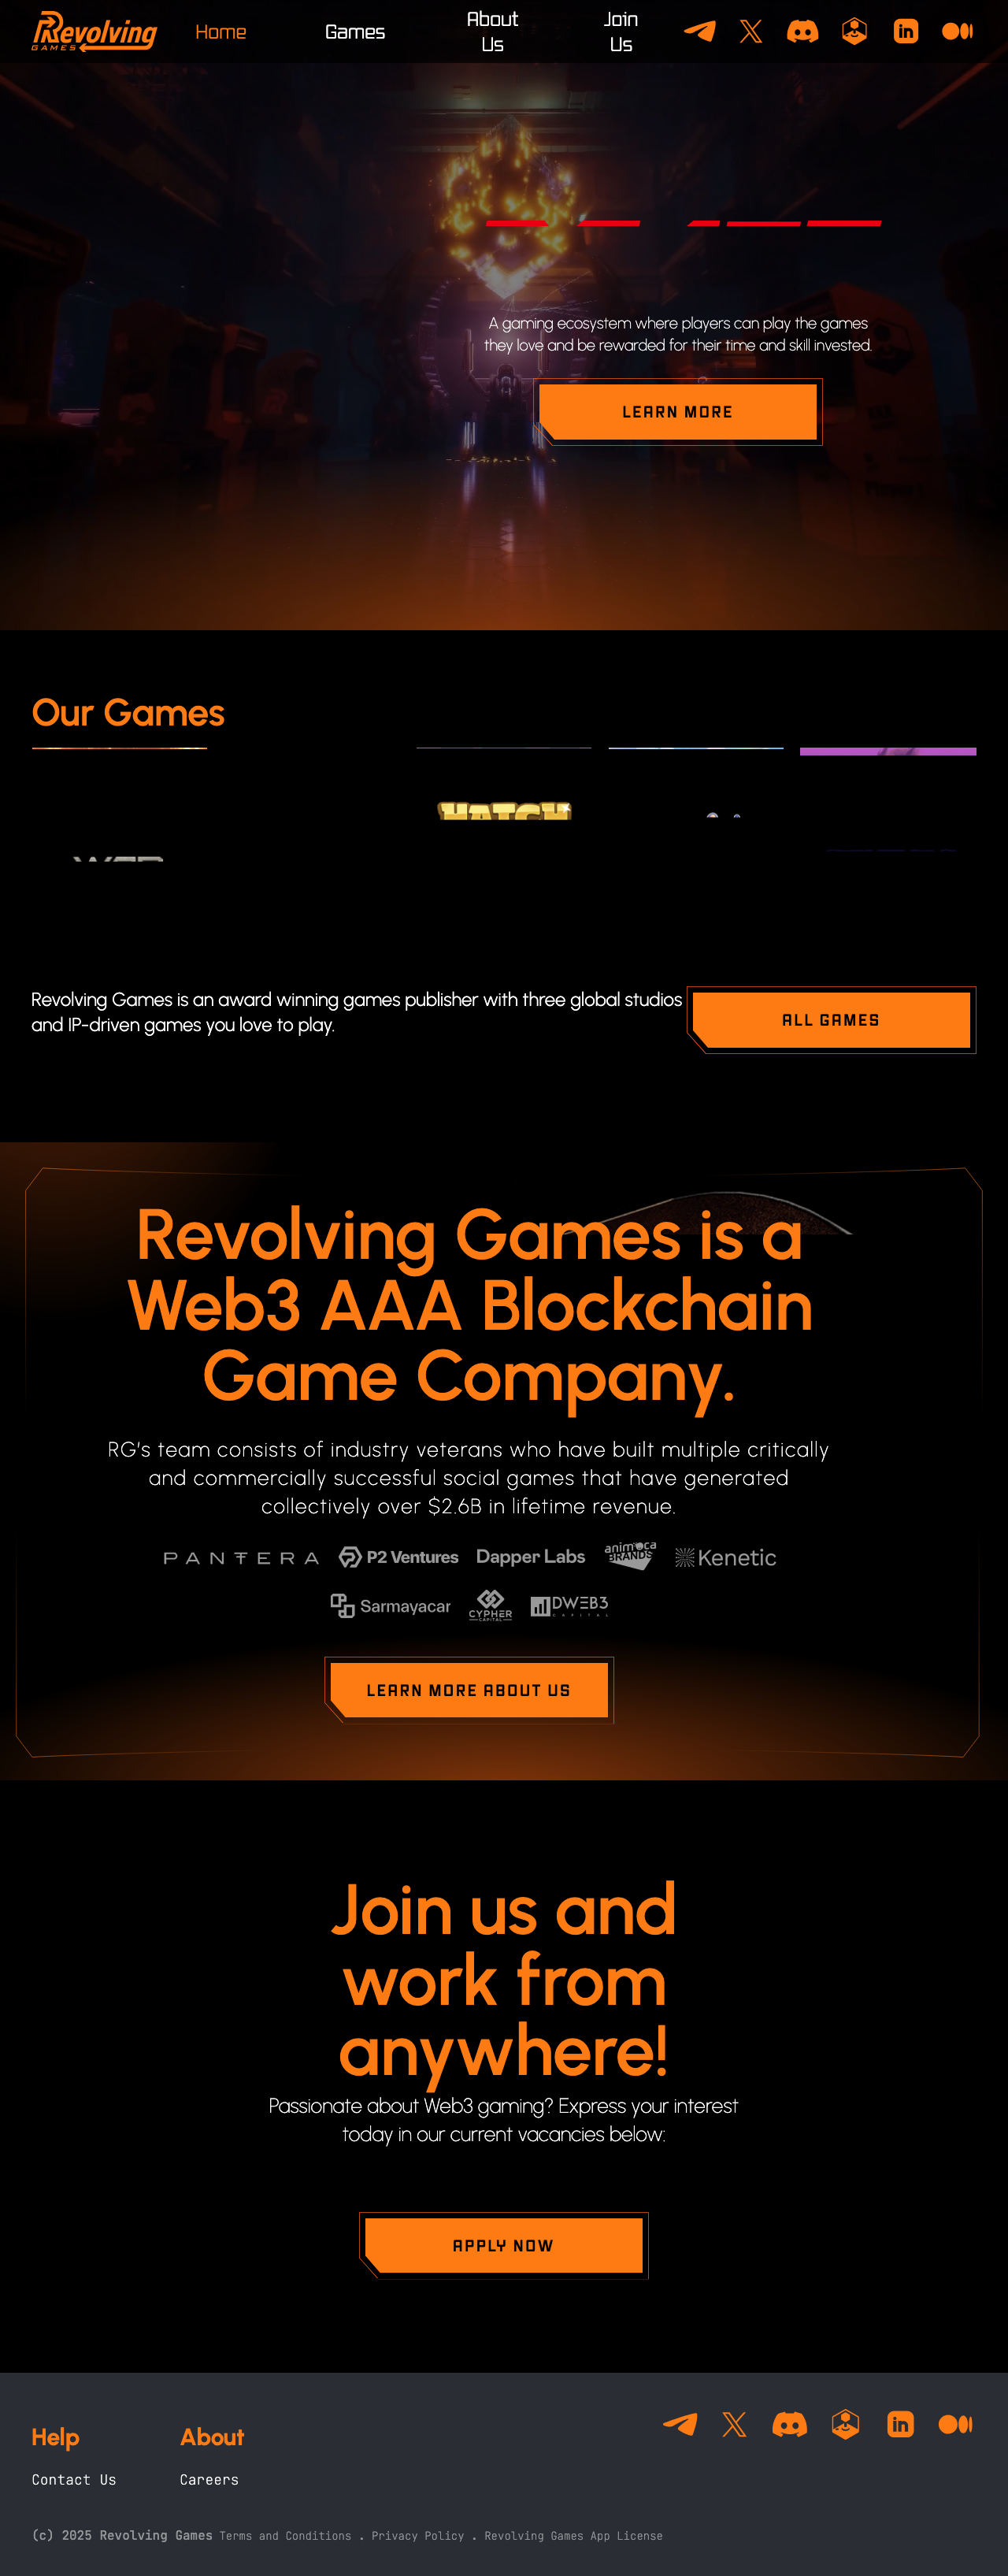 Revolving
GAMES
Home
Games
About
Us
Join
Us
A gaming ecosystem where players can play the games
they love and be rewarded for their time and skill invested.
LEARN MORE
Our Games
MATCH
Revolving Games is an award winning games publisher with three global studios
and IP-driven games you love to play.
ALL GAMES
Revolving Games is a
Web3 AAA Blockchain
Game Company.
RG’s team consists of industry veterans who have built multiple critically
and commercially successful social games that have generated
collectively over $2.6B in lifetime revenue.
PANTERA
P2 Ventures
Dapper Labs
animoca
BRANDS
Kenetic
Sarmayacar
CYPHER
CAPITAL
DWEB3
CAPITAL
LEARN MORE ABOUT US
Join us and
work from
anywhere!
Passionate about Web3 gaming? Express your interest
today in our current vacancies below:
APPLY NOW
Help
About
Contact Us
Careers
(c) 2025 Revolving Games Terms and Conditions . Privacy Policy . Revolving Games App License